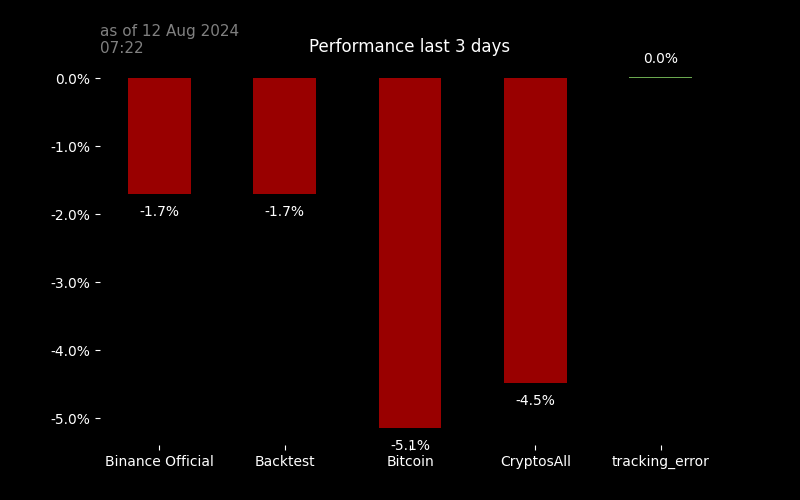 as of 12 Aug 2024
07:22
Performance last 3 days
0.0%
0.0%
-1.0%
-2.0%
-3.0%
-4.0%
-5.0%
-1.7%
-1.7%
-5.1%
-4.5%
Binance Official
Backtest
Bitcoin
CryptosAll
tracking_error